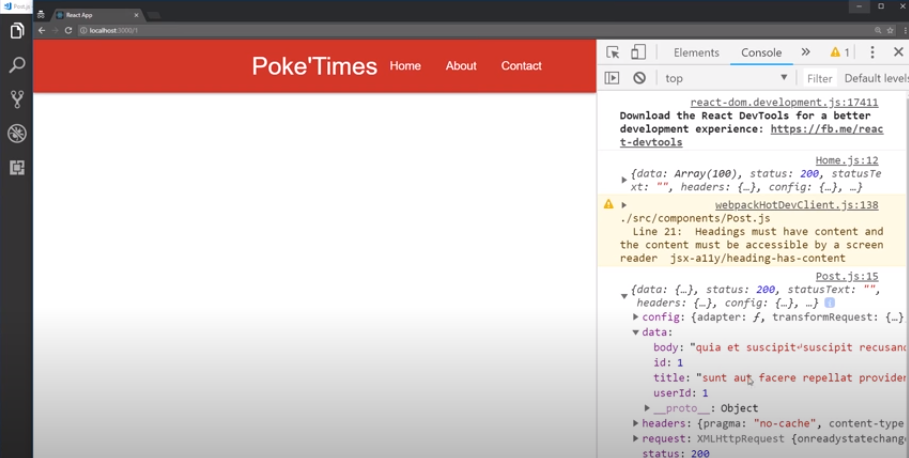 Post.js
React App
localhost:3000/1
Poke'Times Home About Contact
Elements Console » 1
top Filter Default levels
react-dom.development.js:17411
Download the React DevTools for a better
development experience: https://fb.me/reac
t-devtools
Home.js:12
{data: Array(100), status: 200, statusTe
xt: "", headers: {…}, config: {…}, …}
webpackHotDevClient.js:138
./src/components/Post.js
Line 21: Headings must have content and
the content must be accessible by a screen
reader jsx-a11y/heading-has-content
Post.js:15
{data: {…}, status: 200, statusText: "",
headers: {…}, config: {…}, …}
config: {adapter: ƒ, transformRequest: {…}
data:
body: "quia et suscipit↵suscipit recusand
id: 1
title: "sunt aut facere repellat provider
userId: 1
__proto__: Object
headers: {pragma: "no-cache", content-type
request: XMLHttpRequest {onreadystatechang
status: 200